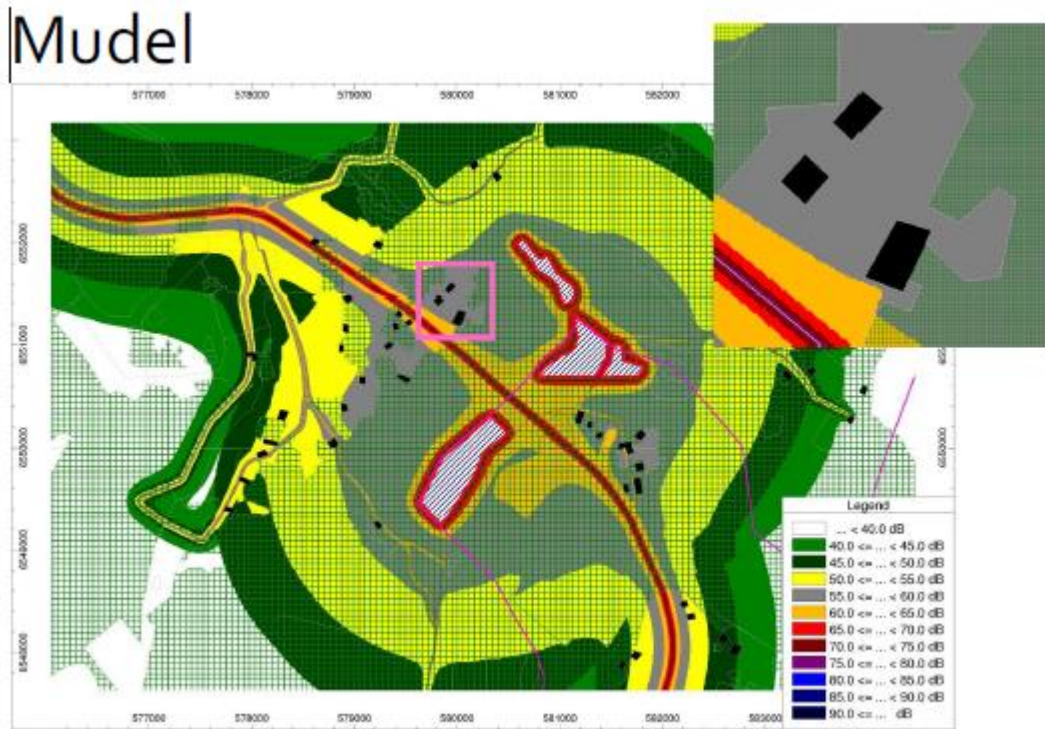 Mudel
577000 578000 579000 580000 581000 582000
6552000
6551000
6550000
6549000
6548000
6550000
Legend
... < 40.0 dB
40.0 <= ... < 45.0 dB
45.0 <= ... < 50.0 dB
50.0 <= ... < 55.0 dB
55.0 <= ... < 60.0 dB
60.0 <= ... < 65.0 dB
65.0 <= ... < 70.0 dB
70.0 <= ... < 75.0 dB
75.0 <= ... < 80.0 dB
80.0 <= ... < 85.0 dB
85.0 <= ... < 90.0 dB
90.0 <= ... dB
577000 578000 579000 580000 581000 582000 583000